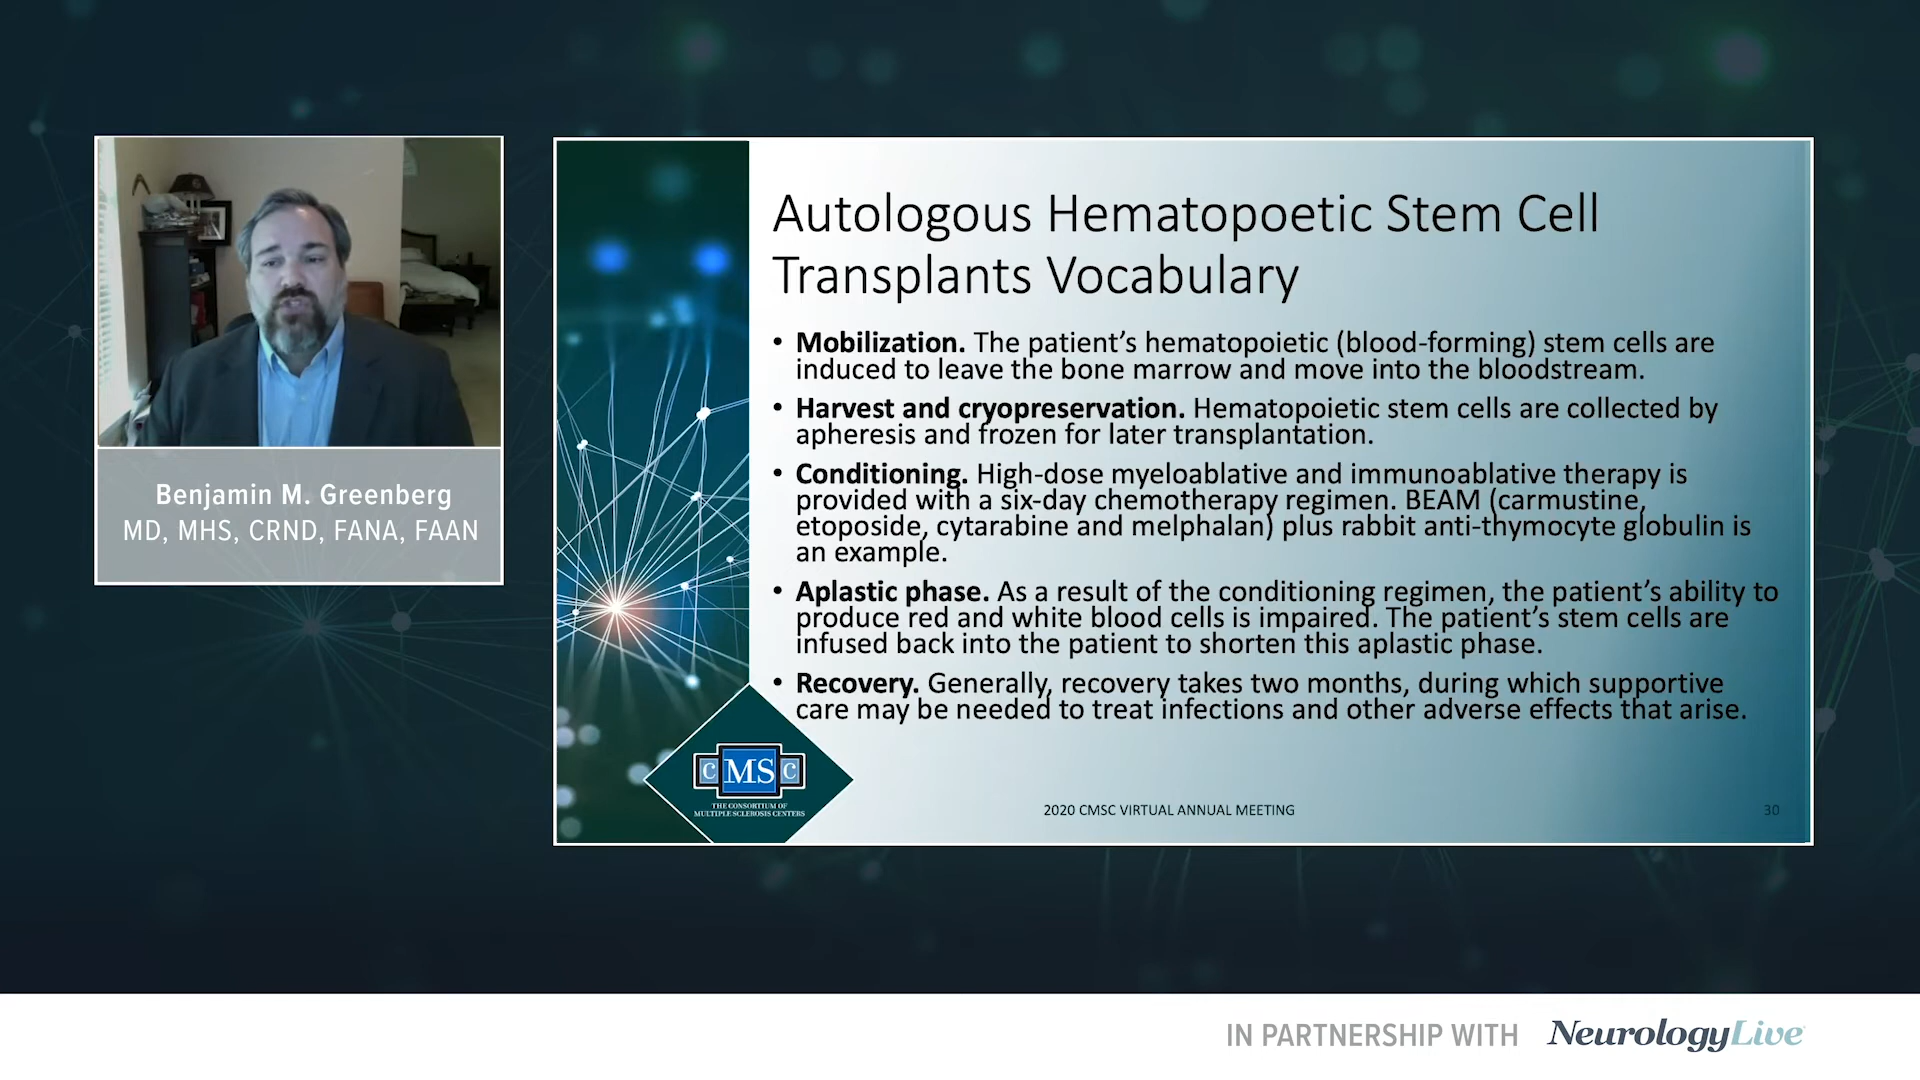 Benjamin M. Greenberg
MD, MHS, CRND, FANA, FAAN
Autologous Hematopoetic Stem Cell
Transplants Vocabulary
• Mobilization. The patient’s hematopoietic (blood-forming) stem cells are
induced to leave the bone marrow and move into the bloodstream.
• Harvest and cryopreservation. Hematopoietic stem cells are collected by
apheresis and frozen for later transplantation.
• Conditioning. High-dose myeloablative and immunoablative therapy is
provided with a six-day chemotherapy regimen. BEAM (carmustine,
etoposide, cytarabine and melphalan) plus rabbit anti-thymocyte globulin is
an example.
• Aplastic phase. As a result of the conditioning regimen, the patient’s ability to
produce red and white blood cells is impaired. The patient’s stem cells are
infused back into the patient to shorten this aplastic phase.
• Recovery. Generally, recovery takes two months, during which supportive
care may be needed to treat infections and other adverse effects that arise.
CMSC
THE CONSORTIUM OF
MULTIPLE SCLEROSIS CENTERS
2020 CMSC VIRTUAL ANNUAL MEETING
30
IN PARTNERSHIP WITH NeurologyLive